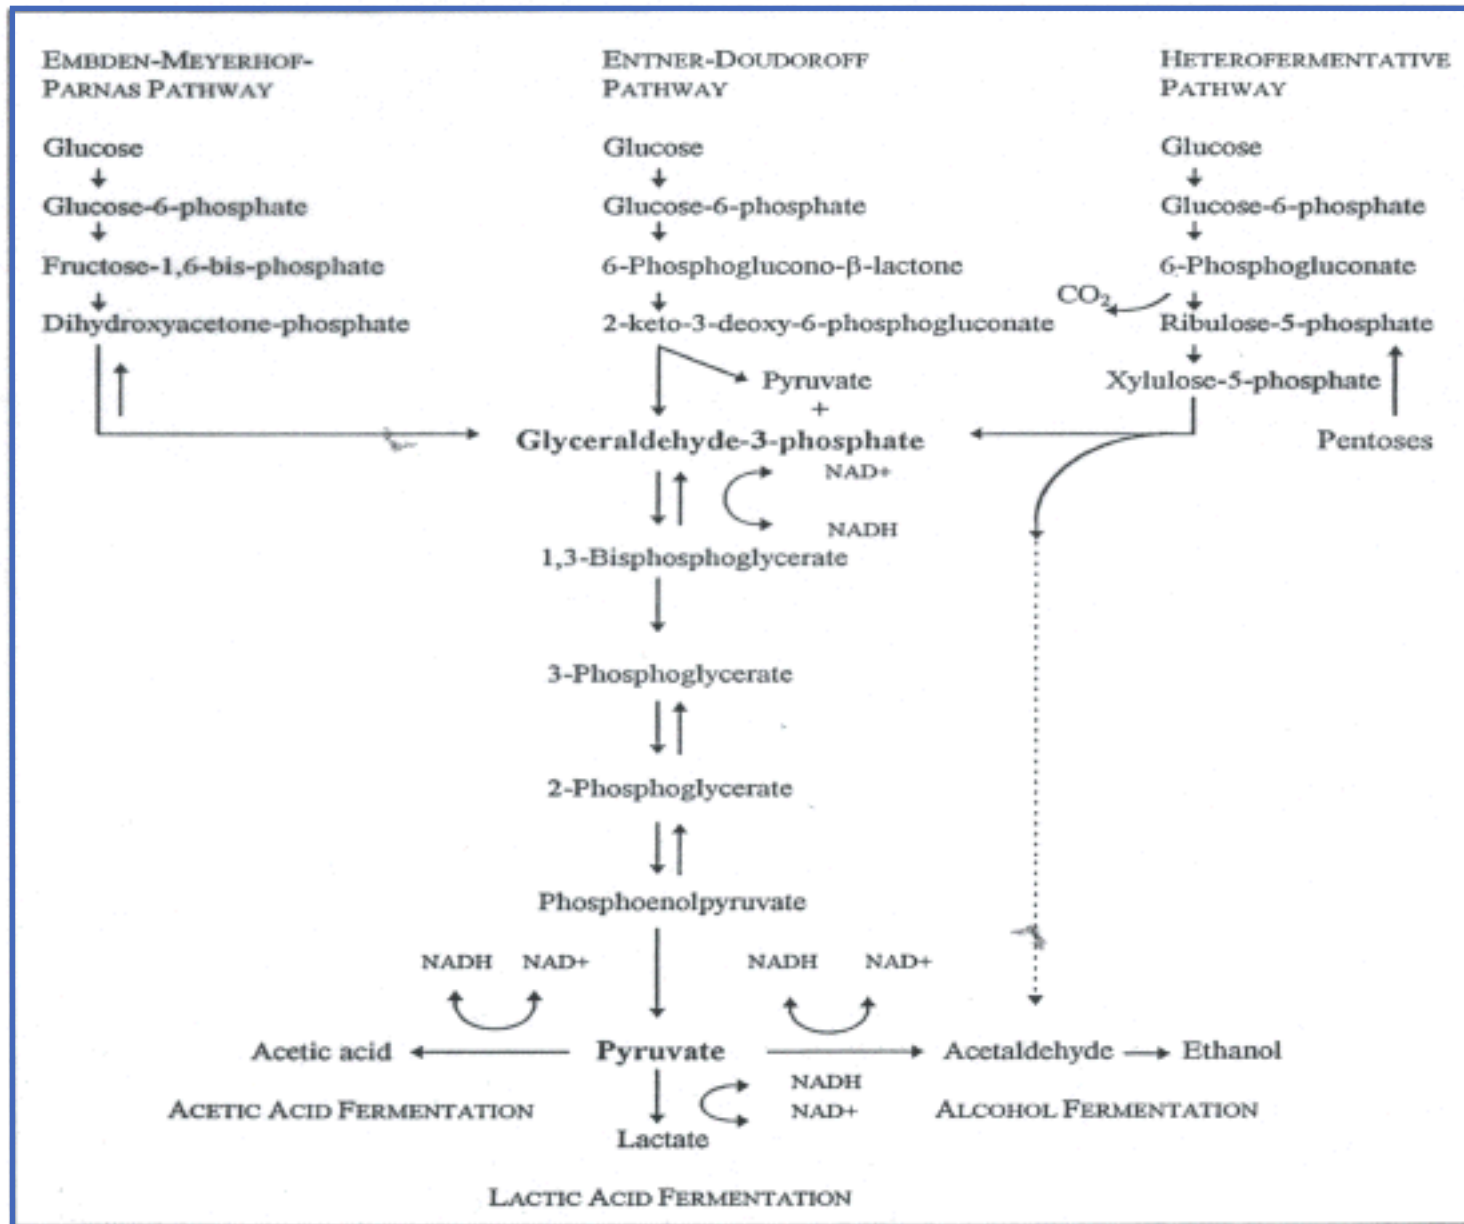 EMBDEN-MEYERHOF-
PARNAS PATHWAY
Glucose
Glucose-6-phosphate
Fructose-1,6-bis-phosphate
Dihydroxyacetone-phosphate
ENTNER-DOUDOROFF
PATHWAY
Glucose
Glucose-6-phosphate
6-Phosphoglucono-β-lactone
2-keto-3-deoxy-6-phosphogluconate
Pyruvate
+
HETEROFERMENTATIVE
PATHWAY
Glucose
Glucose-6-phosphate
6-Phosphogluconate
CO₂
Ribulose-5-phosphate
Xylulose-5-phosphate
Pentoses
Glyceraldehyde-3-phosphate
NAD+
NADH
1,3-Bisphosphoglycerate
3-Phosphoglycerate
2-Phosphoglycerate
Phosphoenolpyruvate
NADH NAD+
NADH NAD+
Acetic acid
Pyruvate
Acetaldehyde
Ethanol
NADH
NAD+
ACETIC ACID FERMENTATION
ALCOHOL FERMENTATION
Lactate
LACTIC ACID FERMENTATION